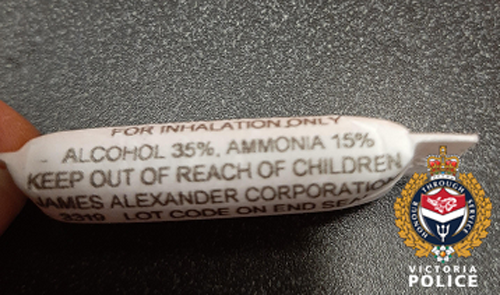 FOR INHALATION ONLY
ALCOHOL 35%, AMMONIA 15%
KEEP OUT OF REACH OF CHILDREN
JAMES ALEXANDER CORPORATION
3319 LOT CODE ON END SEA
HONOUR THROUGH SERVICE
VICTORIA
POLICE